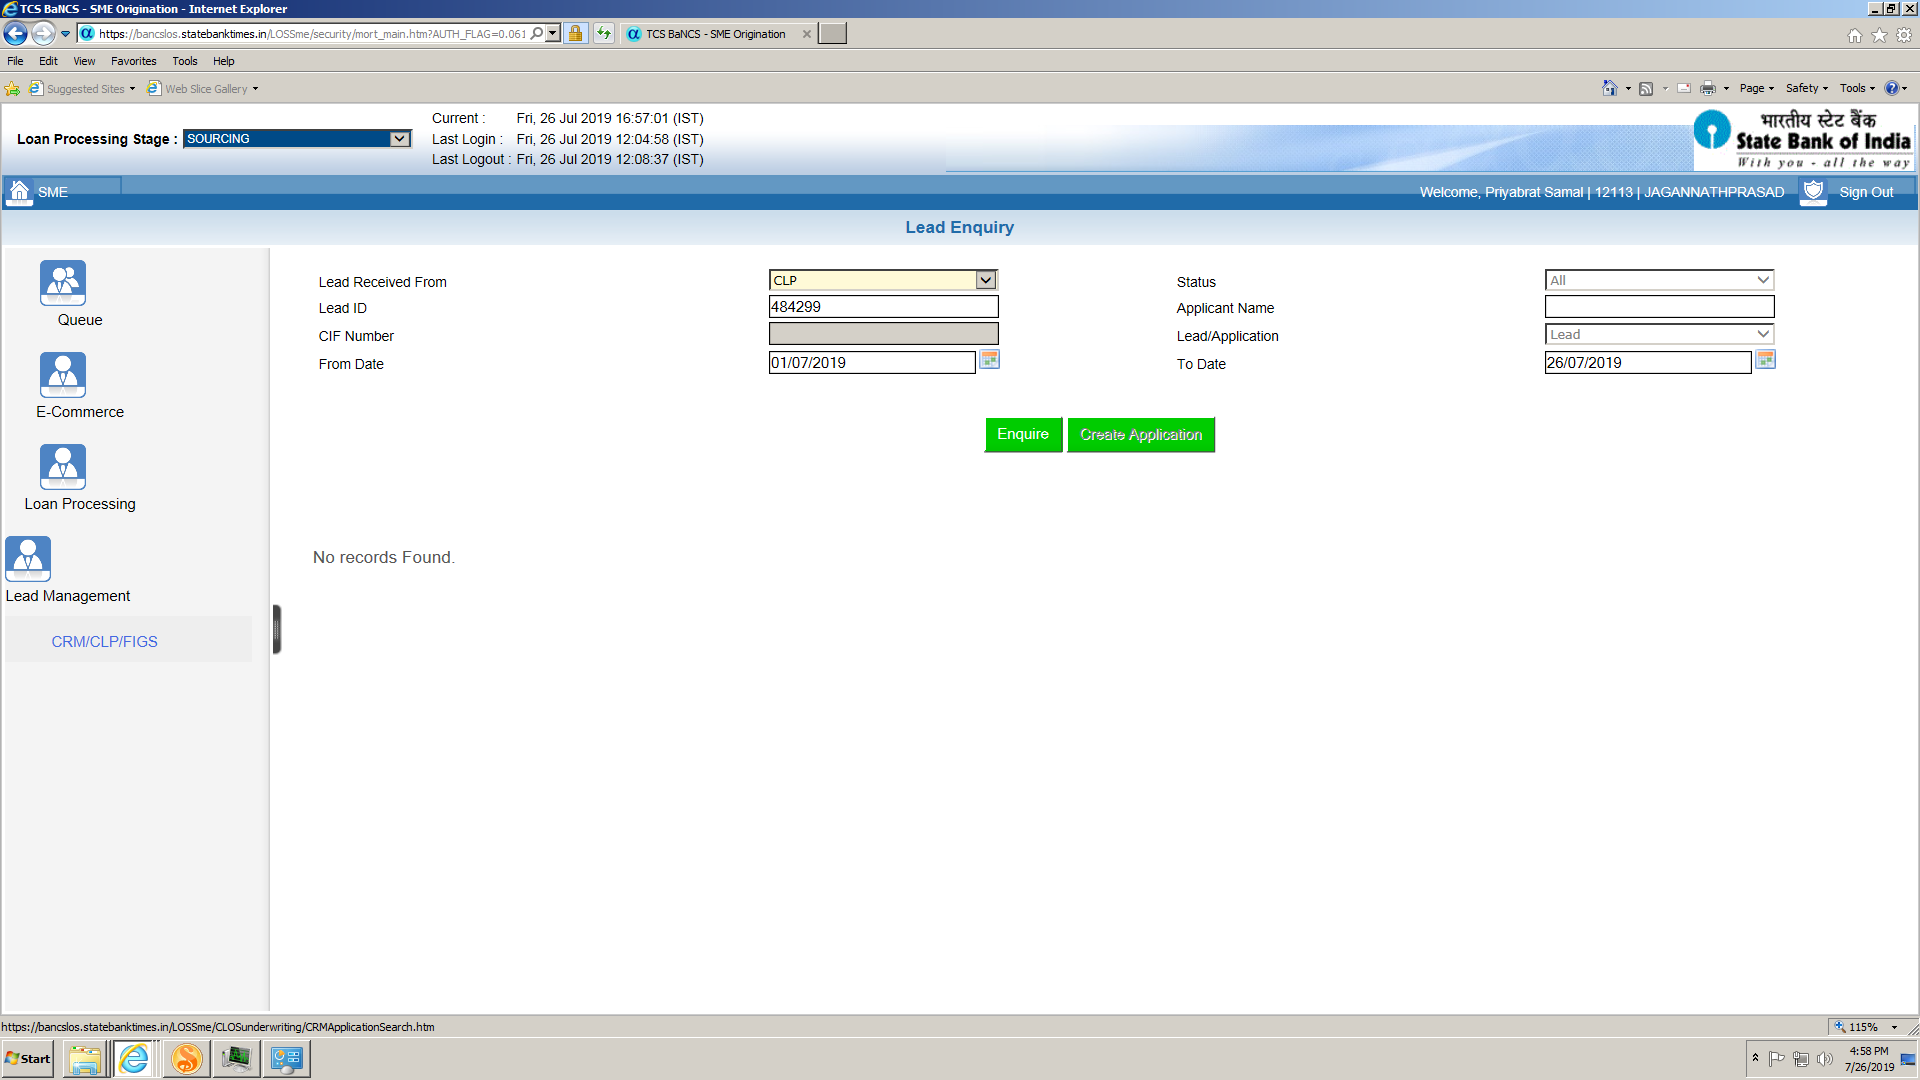 TCS BaNCS - SME Origination - Internet Explorer
https://bancslos.statebanktimes.in/LOSSme/security/mort_main.htm?AUTH_FLAG=0.061
TCS BaNCS - SME Origination
File Edit View Favorites Tools Help
Suggested Sites Web Slice Gallery
Page Safety Tools
Loan Processing Stage : SOURCING
Current : Fri, 26 Jul 2019 16:57:01 (IST)
Last Login : Fri, 26 Jul 2019 12:04:58 (IST)
Last Logout : Fri, 26 Jul 2019 12:08:37 (IST)
भारतीय स्टेट बैंक
State Bank of India
With you - all the way
SME
Welcome, Priyabrat Samal | 12113 | JAGANNATHPRASAD Sign Out
Lead Enquiry
Queue
E-Commerce
Loan Processing
Lead Management
CRM/CLP/FIGS
Lead Received From CLP Status All
Lead ID 484299 Applicant Name
CIF Number Lead/Application Lead
From Date 01/07/2019 To Date 26/07/2019
Enquire Create Application
No records Found.
https://bancslos.statebanktimes.in/LOSSme/CLOSunderwriting/CRMApplicationSearch.htm
115%
Start
4:58 PM
7/26/2019